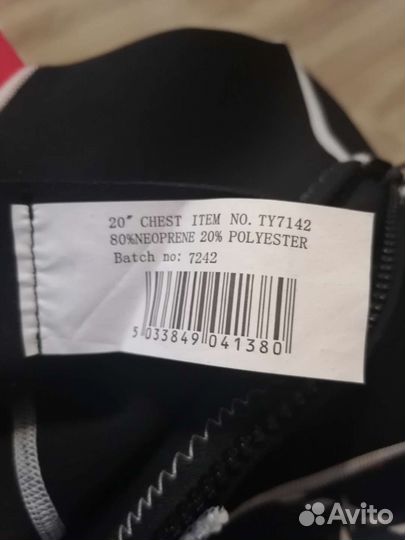 20″ CHEST ITEM NO. TY7142
80%NEOPRENE 20% POLYESTER
Batch no: 7242
5 033849 041380
Avito